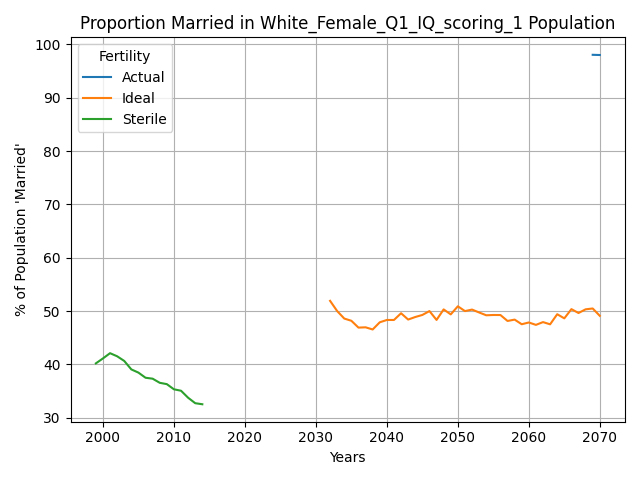 Proportion Married in White_Female_Q1_IQ_scoring_1 Population
Fertility
Actual
Ideal
Sterile
% of Population 'Married'
100
90
80
70
60
50
40
30
2000
2010
2020
2030
2040
2050
2060
2070
Years